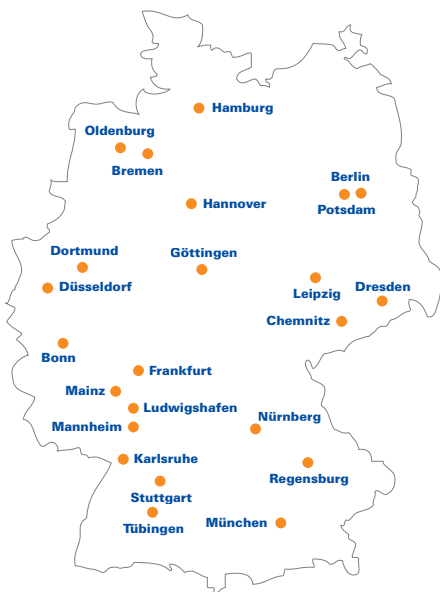 Hamburg
Oldenburg
Bremen
Berlin
Potsdam
Hannover
Dortmund
Göttingen
Düsseldorf
Leipzig
Dresden
Chemnitz
Bonn
Frankfurt
Mainz
Ludwigshafen
Mannheim
Nürnberg
Karlsruhe
Regensburg
Stuttgart
München
Tübingen